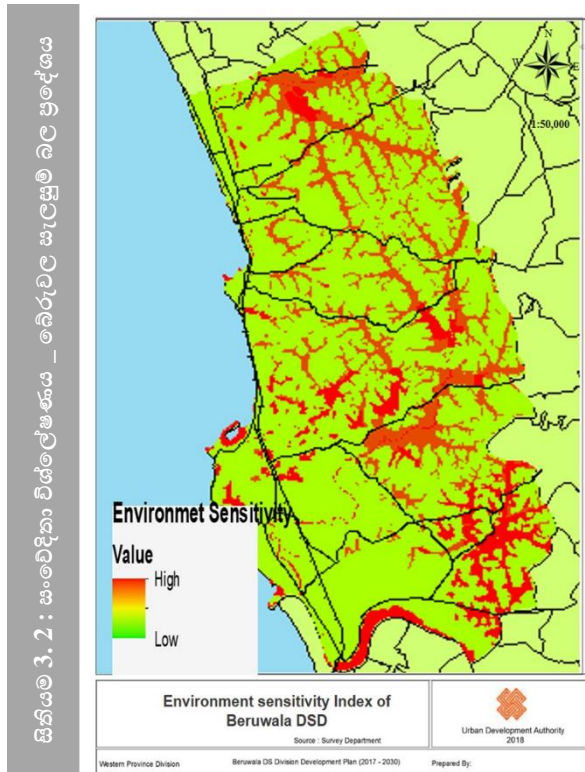 සිතියම 3. 2 : සංවේදිතා විශ්ලේෂණය _ බේරුවල සැලසුම් බල ප්‍රදේශය
N
W E
S
1:50,000
Environmet Sensitivity
Value
High
Low
Environment sensitivity Index of
Beruwala DSD
Source : Survey Department
Urban Development Authority
2018
Western Province Division
Beruwala DS Division Development Plan (2017 - 2030)
Prepared By: